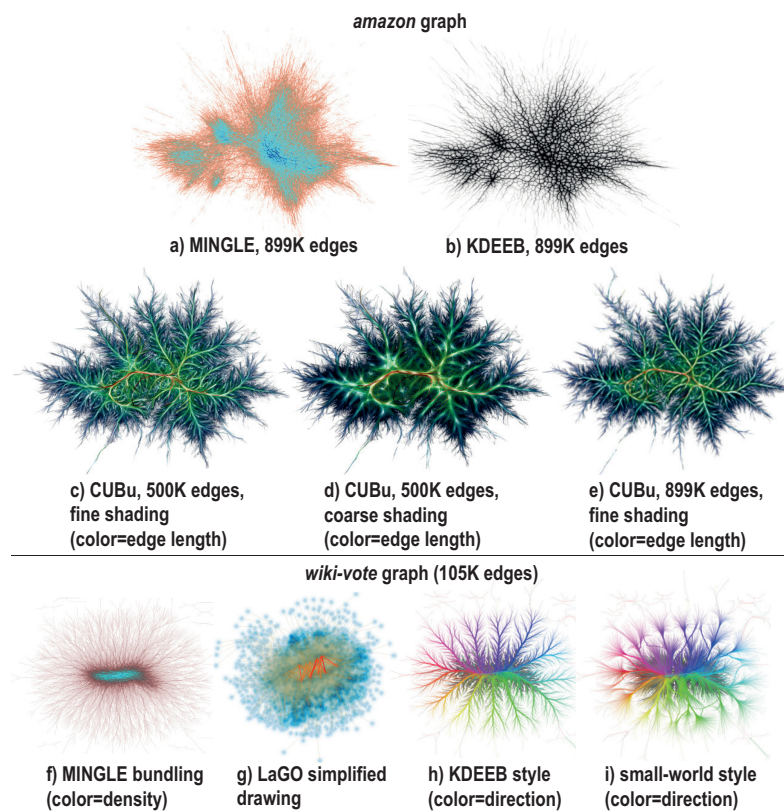 amazon graph
a) MINGLE, 899K edges
b) KDEEB, 899K edges
c) CUBu, 500K edges,
fine shading
(color=edge length)
d) CUBu, 500K edges,
coarse shading
(color=edge length)
e) CUBu, 899K edges,
fine shading
(color=edge length)
wiki-vote graph (105K edges)
f) MINGLE bundling
(color=density)
g) LaGO simplified
drawing
h) KDEEB style
(color=direction)
i) small-world style
(color=direction)